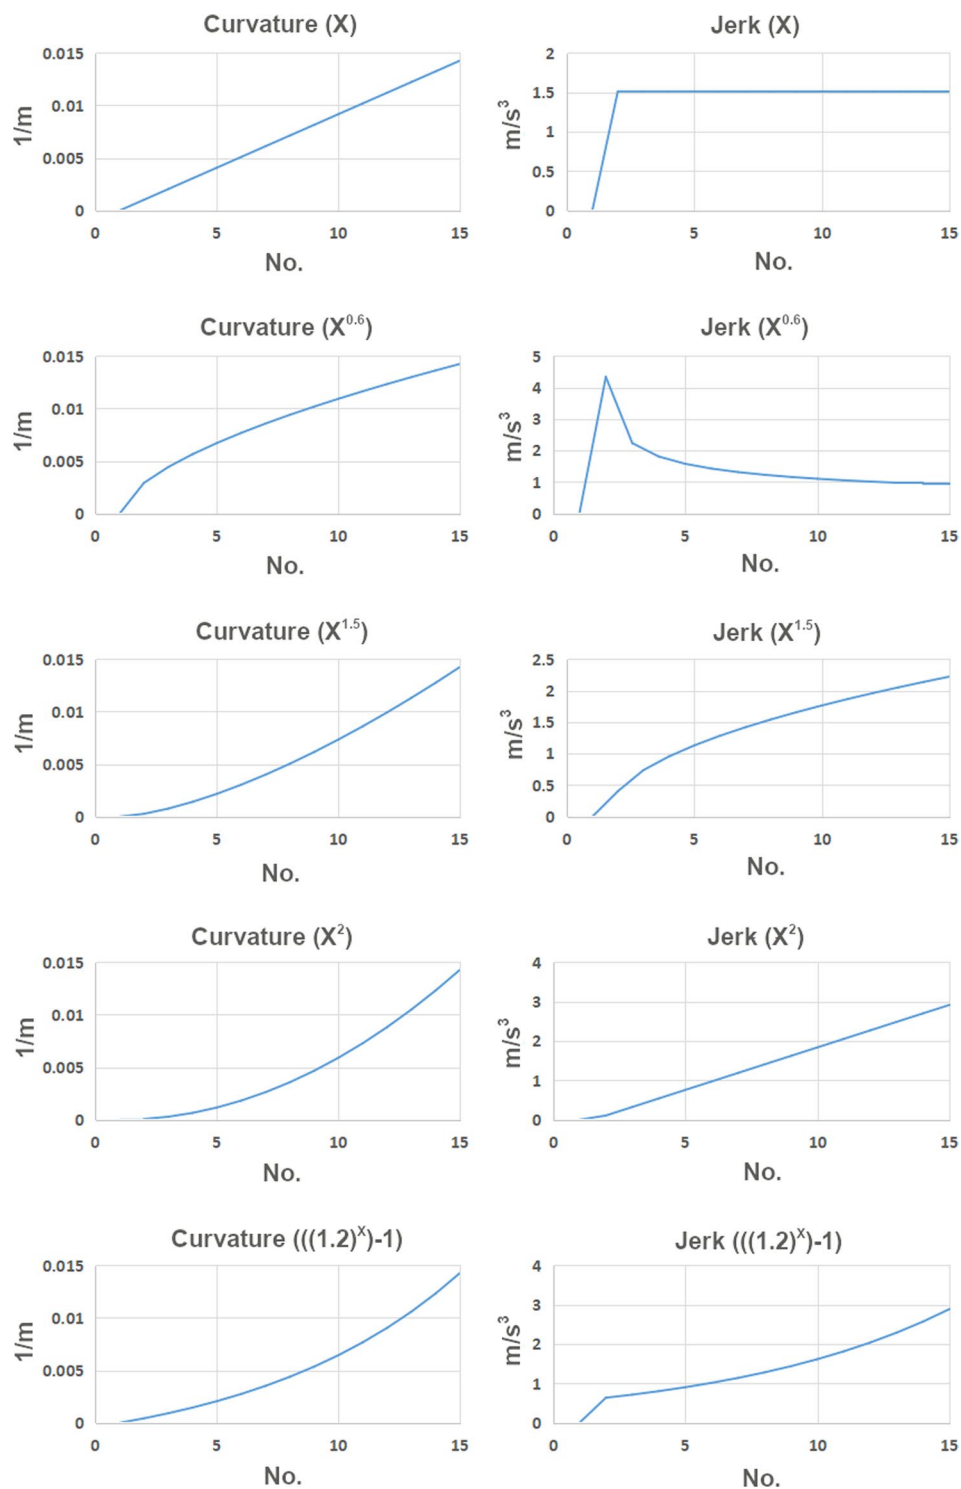 Curvature (X)
0.015
0.01
0.005
0
1/m
0 5 10 15
No.
Jerk (X)
2
1.5
1
0.5
0
m/s³
0 5 10 15
No.
Curvature (X⁰·⁶)
0.015
0.01
0.005
0
1/m
0 5 10 15
No.
Jerk (X⁰·⁶)
5
4
3
2
1
0
m/s³
0 5 10 15
No.
Curvature (X¹·⁵)
0.015
0.01
0.005
0
1/m
0 5 10 15
No.
Jerk (X¹·⁵)
2.5
2
1.5
1
0.5
0
m/s³
0 5 10 15
No.
Curvature (X²)
0.015
0.01
0.005
0
1/m
0 5 10 15
No.
Jerk (X²)
4
3
2
1
0
m/s³
0 5 10 15
No.
Curvature (((1.2)ˣ)-1)
0.015
0.01
0.005
0
1/m
0 5 10 15
No.
Jerk (((1.2)ˣ)-1)
4
3
2
1
0
m/s³
0 5 10 15
No.